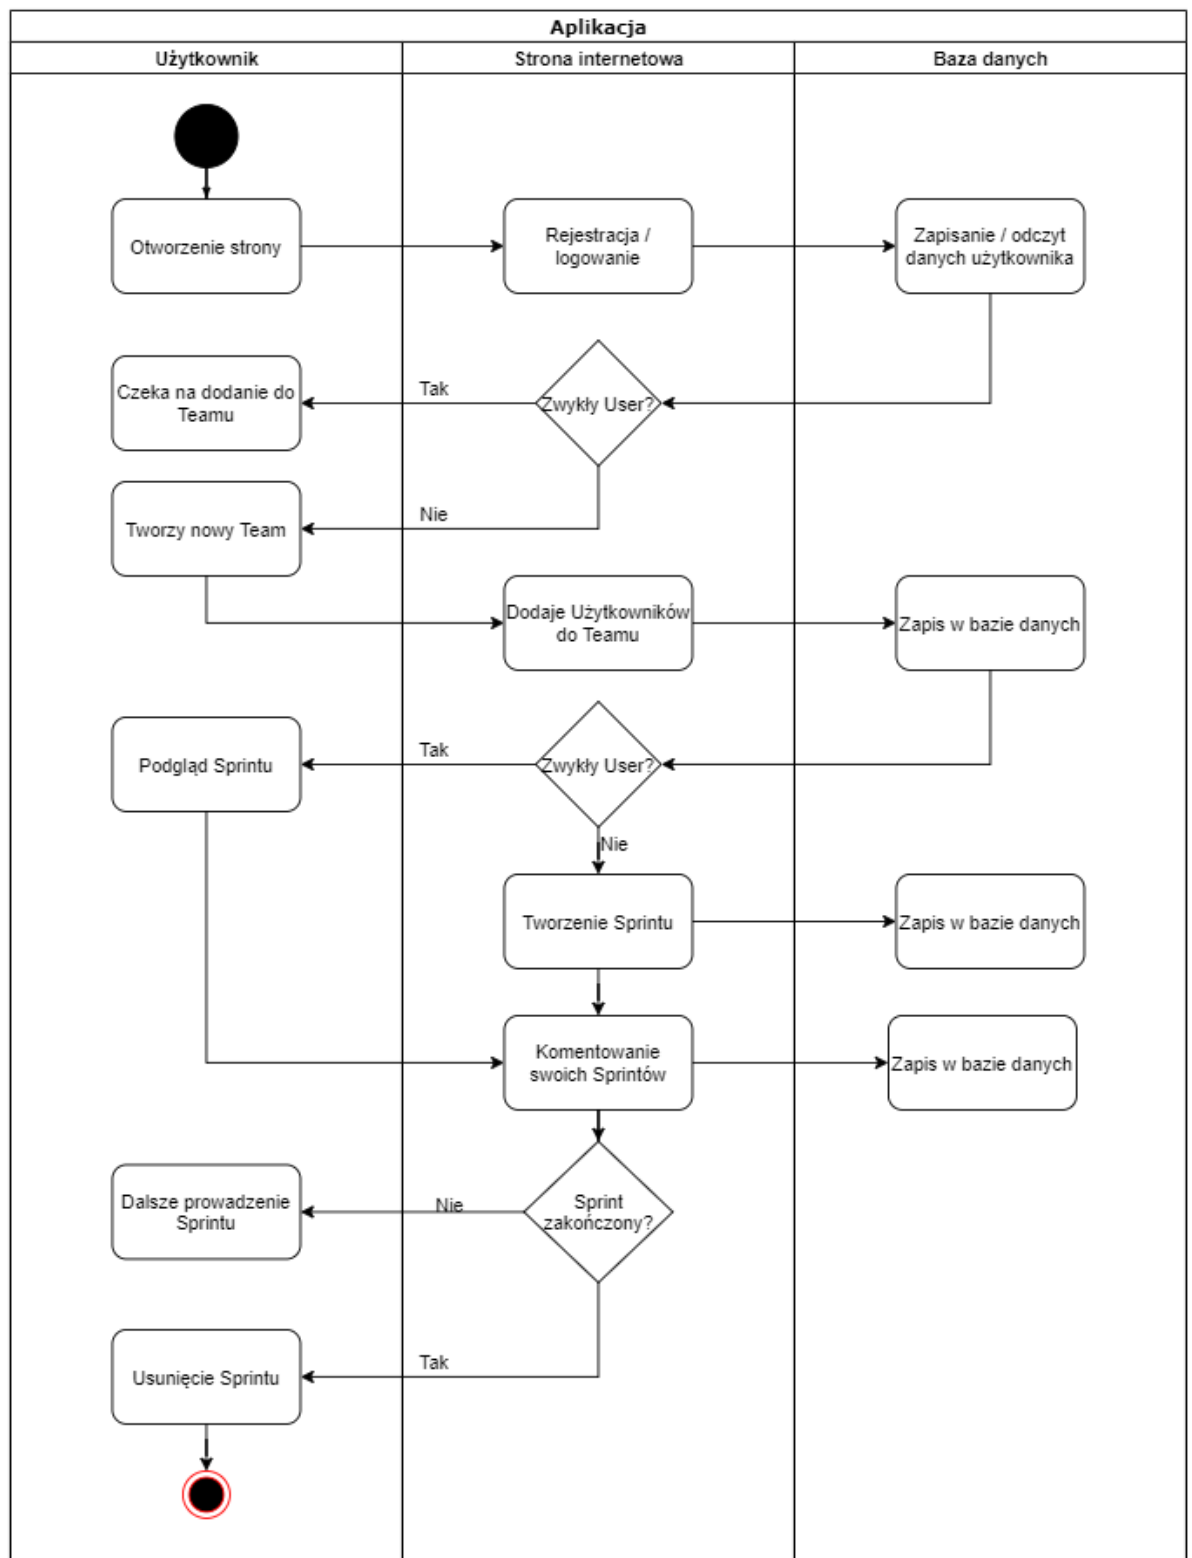 Aplikacja
Użytkownik
Strona internetowa
Baza danych
Otworzenie strony
Rejestracja /
logowanie
Zapisanie / odczyt
danych użytkownika
Czeka na dodanie do
Teamu
Tak
Zwykły User?
Tworzy nowy Team
Nie
Dodaje Użytkowników
do Teamu
Zapis w bazie danych
Podgląd Sprintu
Tak
Zwykły User?
Nie
Tworzenie Sprintu
Zapis w bazie danych
Komentowanie
swoich Sprintów
Zapis w bazie danych
Dalsze prowadzenie
Sprintu
Nie
Sprint
zakończony?
Usunięcie Sprintu
Tak